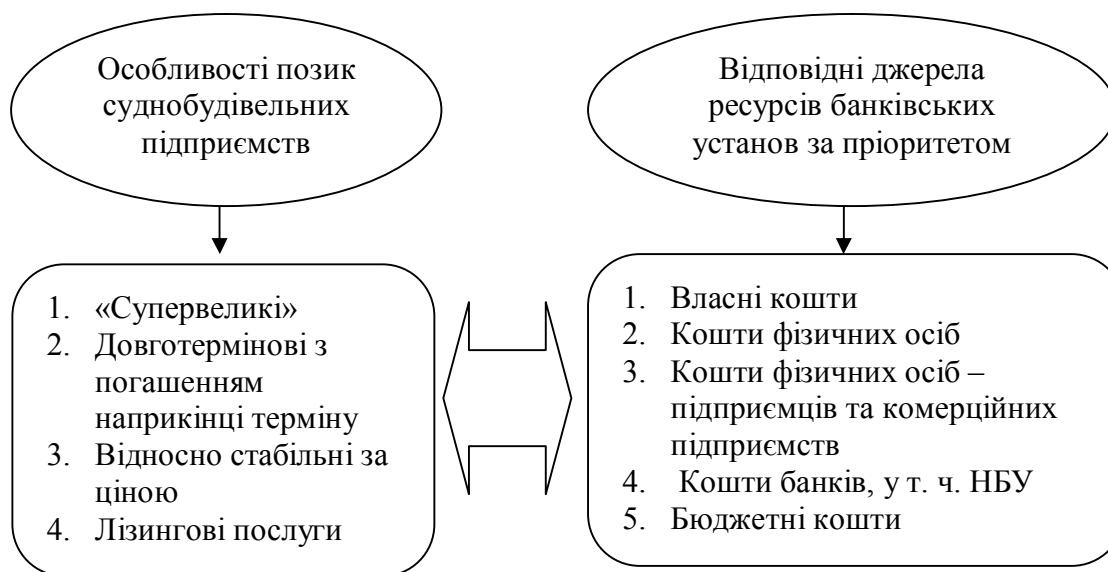 Особливості позик
суднобудівельних
підприємств
Відповідні джерела
ресурсів банківських
установ за пріоритетом
1. «Супервеликі»
2. Довготермінові з
погашенням
наприкінці терміну
3. Відносно стабільні за
ціною
4. Лізингові послуги
1. Власні кошти
2. Кошти фізичних осіб
3. Кошти фізичних осіб –
підприємців та комерційних
підприємств
4. Кошти банків, у т. ч. НБУ
5. Бюджетні кошти